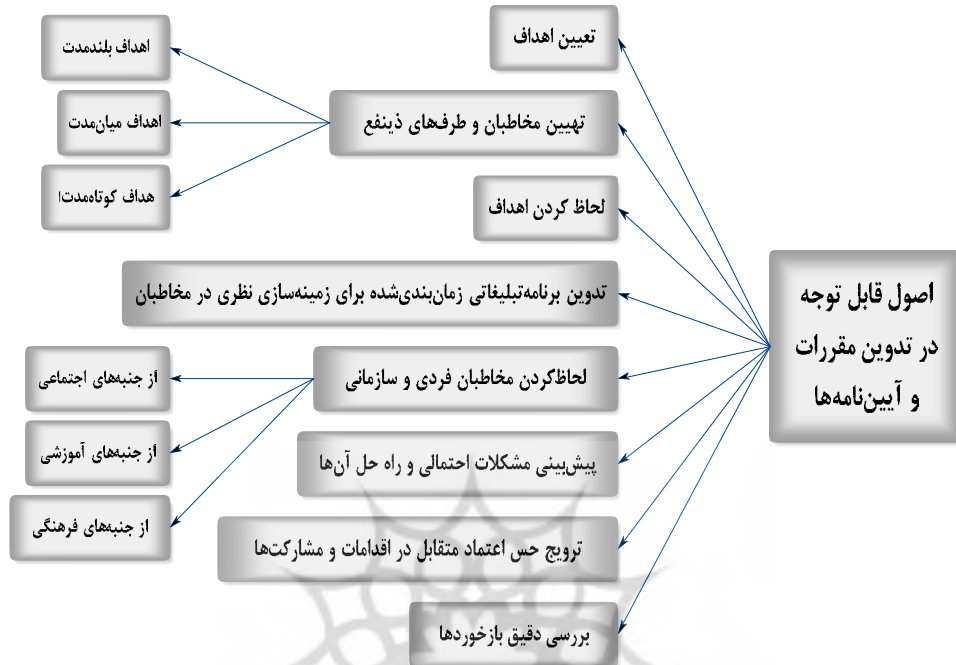 اصول قابل توجه
در تدوین مقررات
و آیین‌نامه‌ها
تعیین اهداف
تهیین مخاطبان و طرف‌های ذینفع
اهداف بلندمدت
اهداف میان‌مدت
هداف کوتاه‌مدت۱
لحاظ کردن اهداف
تدوین برنامه‌تبلیغاتی زمان‌بندی‌شده برای زمینه‌سازی نظری در مخاطبان
لحاظ‌کردن مخاطبان فردی و سازمانی
از جنبه‌های اجتماعی
از جنبه‌های آموزشی
از جنبه‌های فرهنگی
پیش‌بینی مشکلات احتمالی و راه حل آن‌ها
ترویج حس اعتماد متقابل در اقدامات و مشارکت‌ها
بررسی دقیق بازخوردها